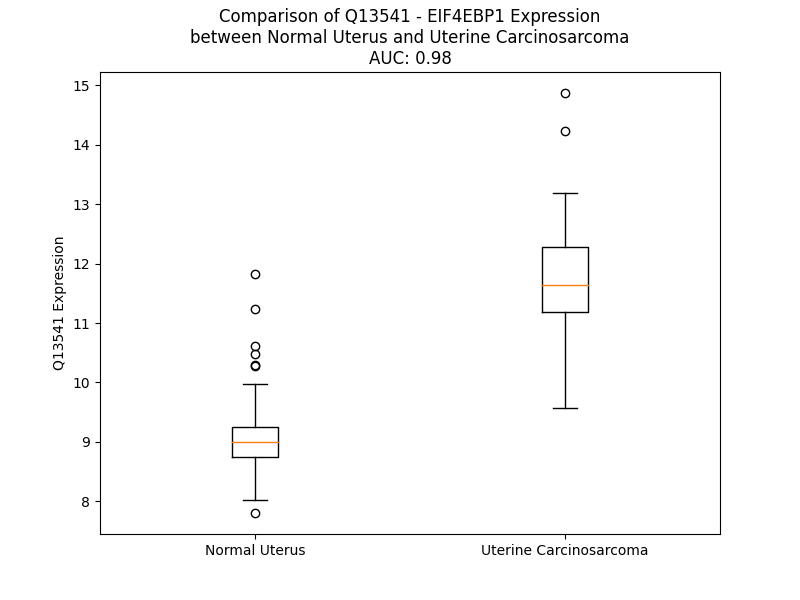 Comparison of Q13541 - EIF4EBP1 Expression
between Normal Uterus and Uterine Carcinosarcoma
AUC: 0.98
15
14
13
12
11
10
9
8
Q13541 Expression
Normal Uterus
Uterine Carcinosarcoma